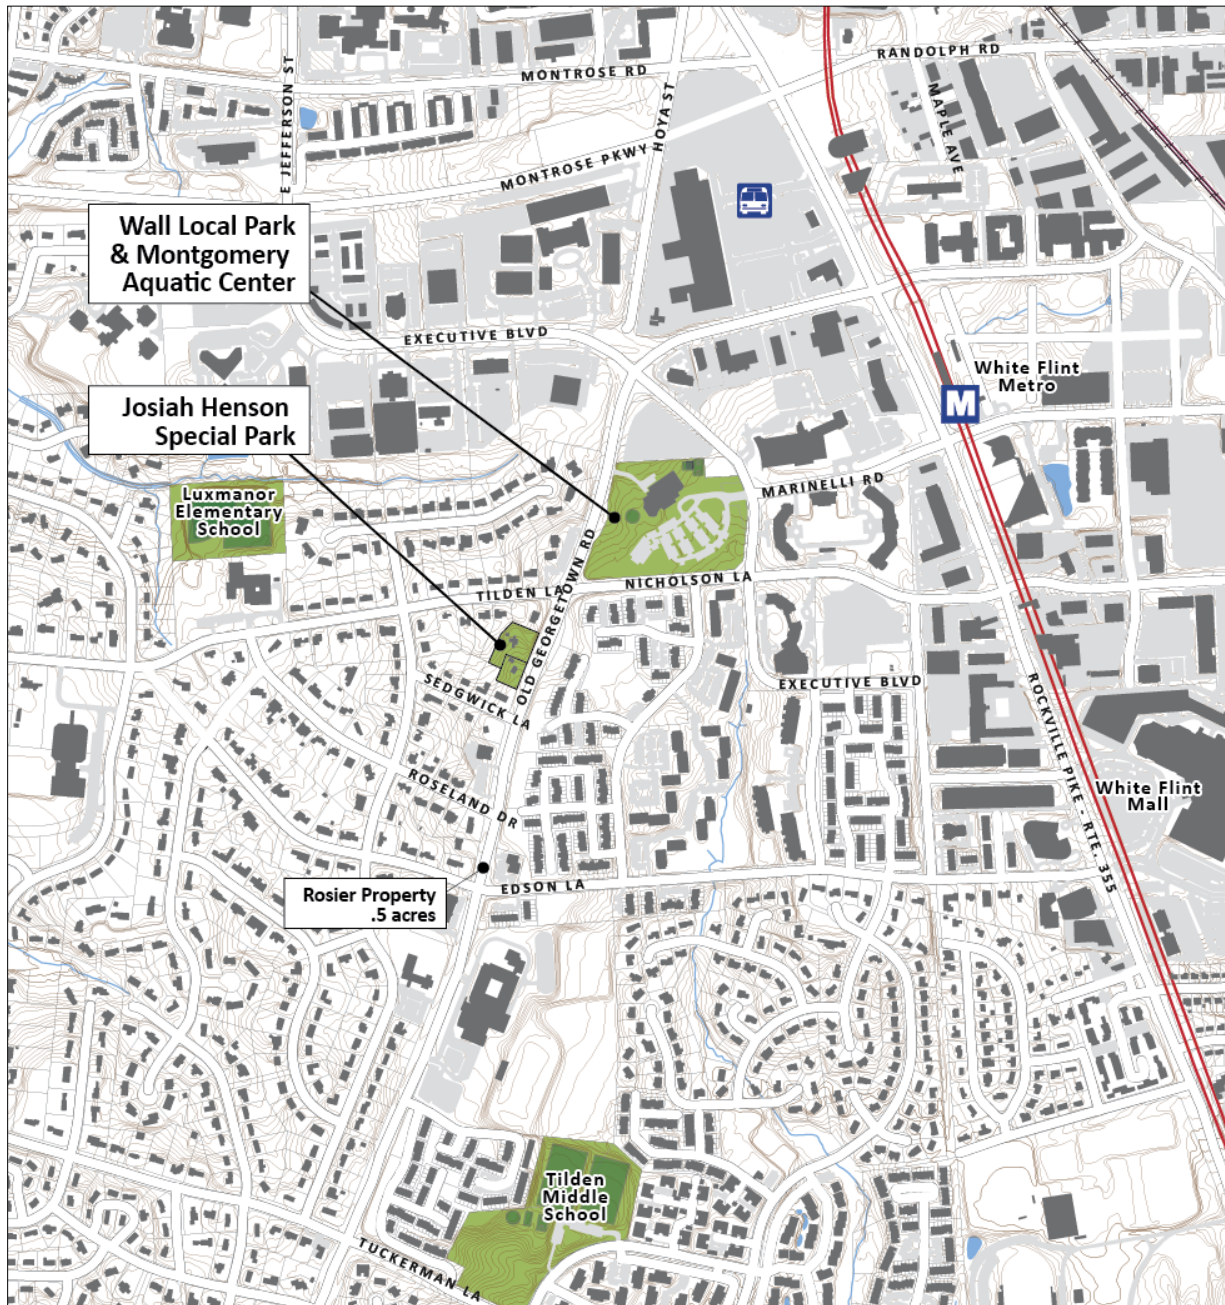 RANDOLPH RD
MONTROSE RD
E JEFFERSON ST
HOYA ST
MAPLE AVE
MONTROSE PKWY
Wall Local Park
& Montgomery
Aquatic Center
EXECUTIVE BLVD
White Flint
Metro
M
Josiah Henson
Special Park
MARINELLI RD
Luxmanor
Elementary
School
OLD GEORGETOWN RD
NICHOLSON LA
TILDEN LA
SEDGWICK LA
EXECUTIVE BLVD
ROCKVILLE PIKE - RTE. 355
ROSELAND DR
White Flint
Mall
EDSON LA
Rosier Property
.5 acres
Tilden
Middle
School
TUCKERMAN LA